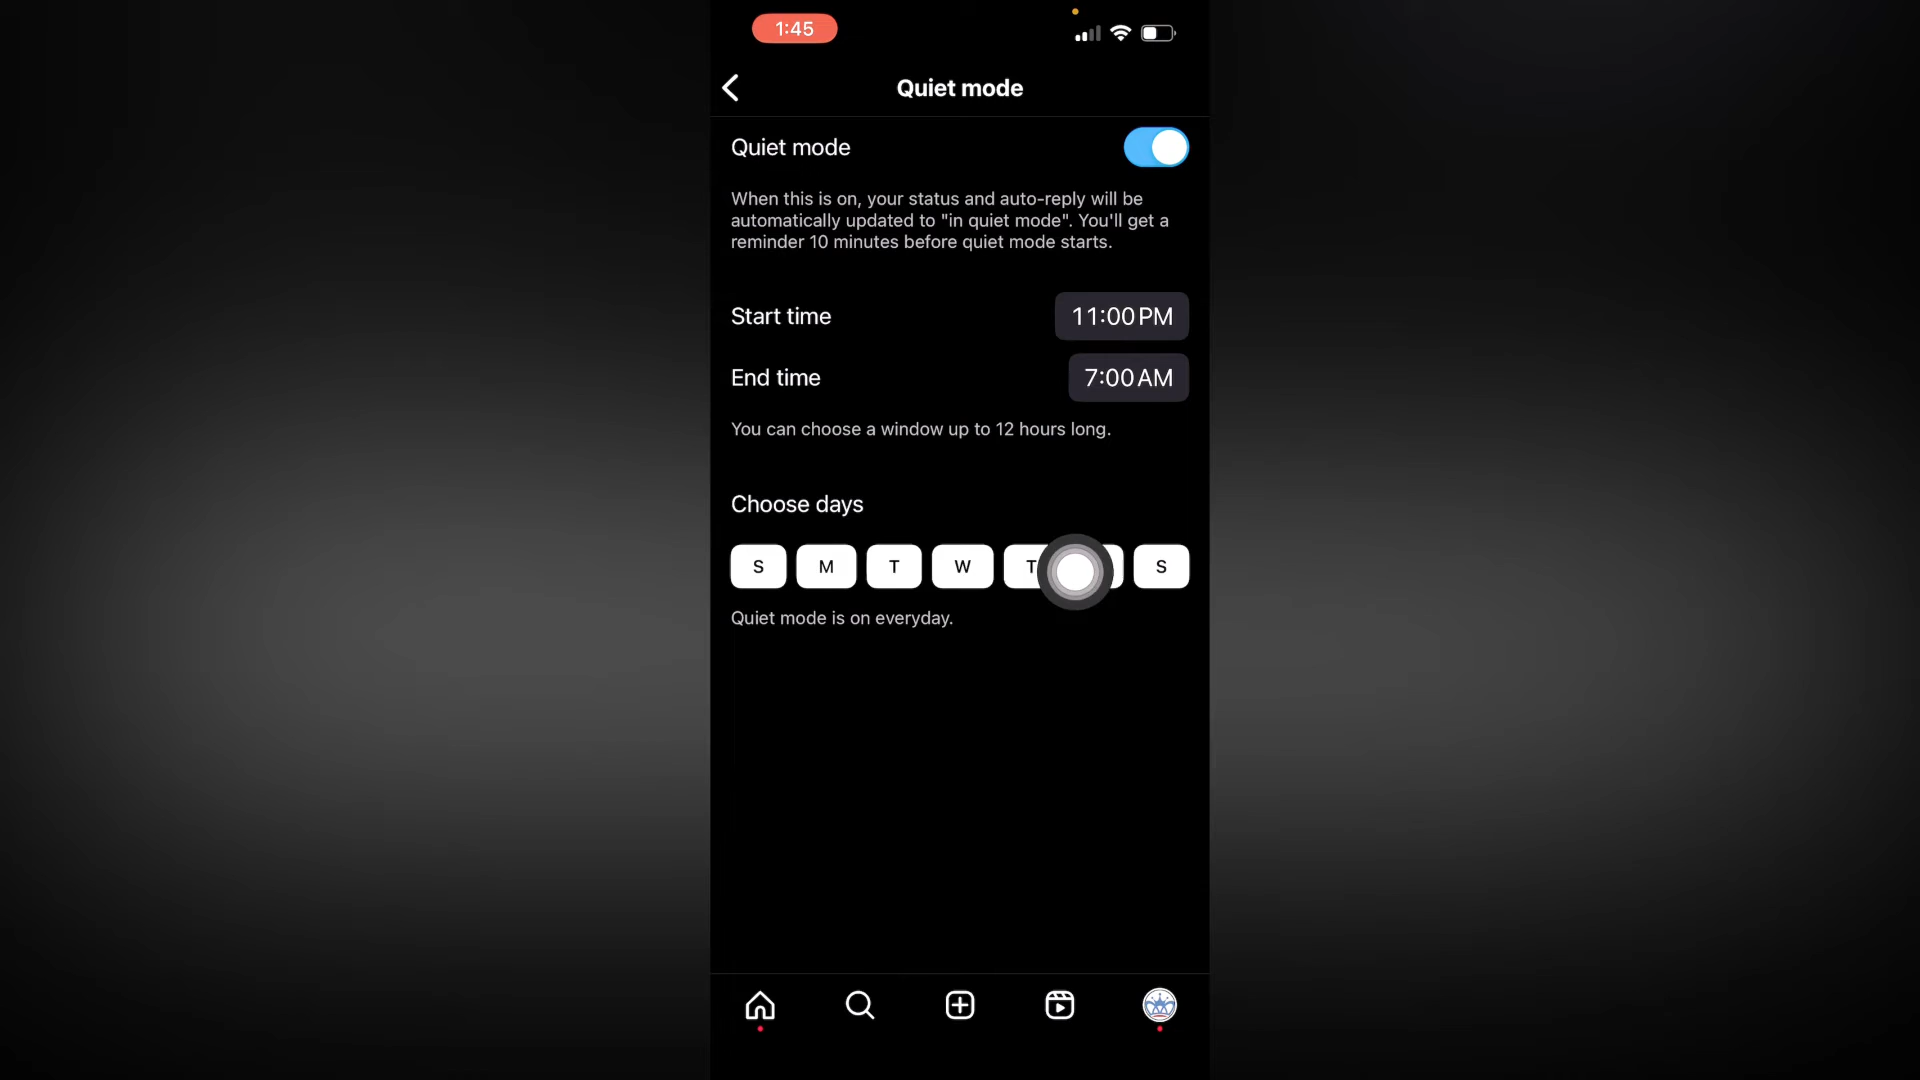 1:45
Quiet mode
Quiet mode
When this is on, your status and auto-reply will be
automatically updated to "in quiet mode". You'll get a
reminder 10 minutes before quiet mode starts.
Start time 11:00 PM
End time 7:00 AM
You can choose a window up to 12 hours long.
Choose days
S M T W T S
Quiet mode is on everyday.